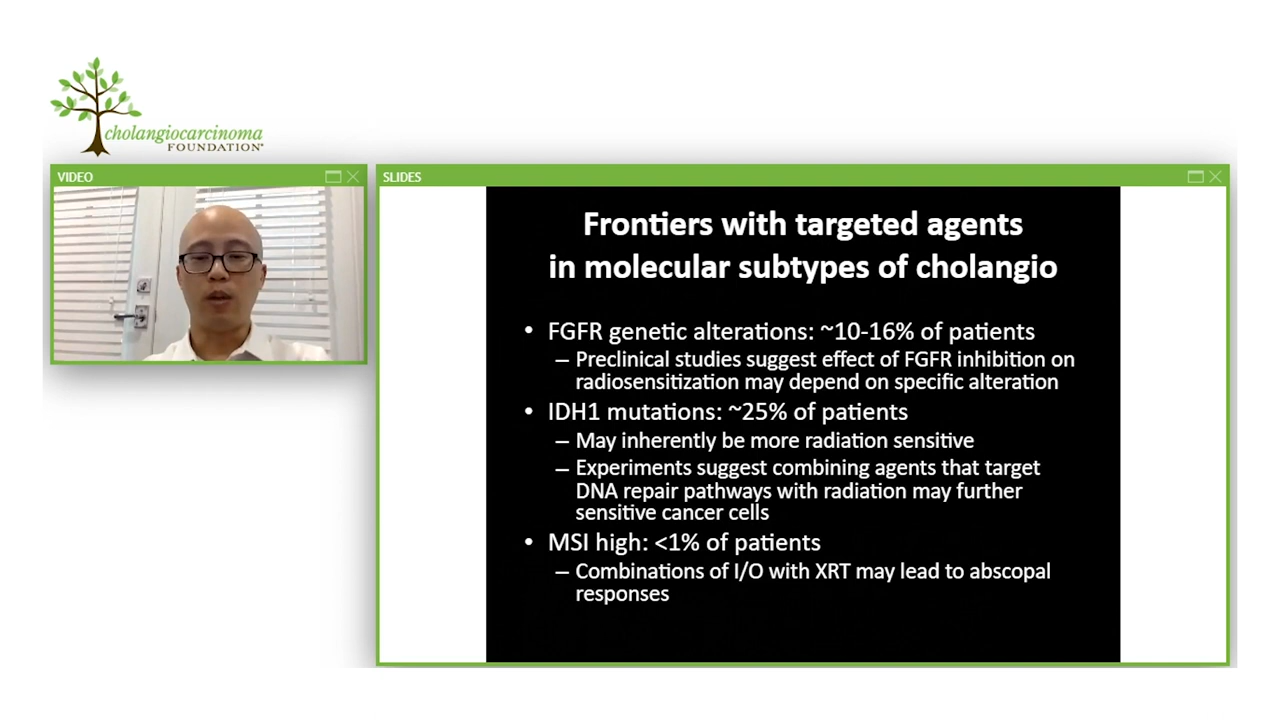 cholangiocarcinoma
FOUNDATION®
VIDEO
SLIDES
Frontiers with targeted agents
in molecular subtypes of cholangio
• FGFR genetic alterations: ~10-16% of patients
– Preclinical studies suggest effect of FGFR inhibition on
radiosensitization may depend on specific alteration
• IDH1 mutations: ~25% of patients
– May inherently be more radiation sensitive
– Experiments suggest combining agents that target
DNA repair pathways with radiation may further
sensitive cancer cells
• MSI high: <1% of patients
– Combinations of I/O with XRT may lead to abscopal
responses